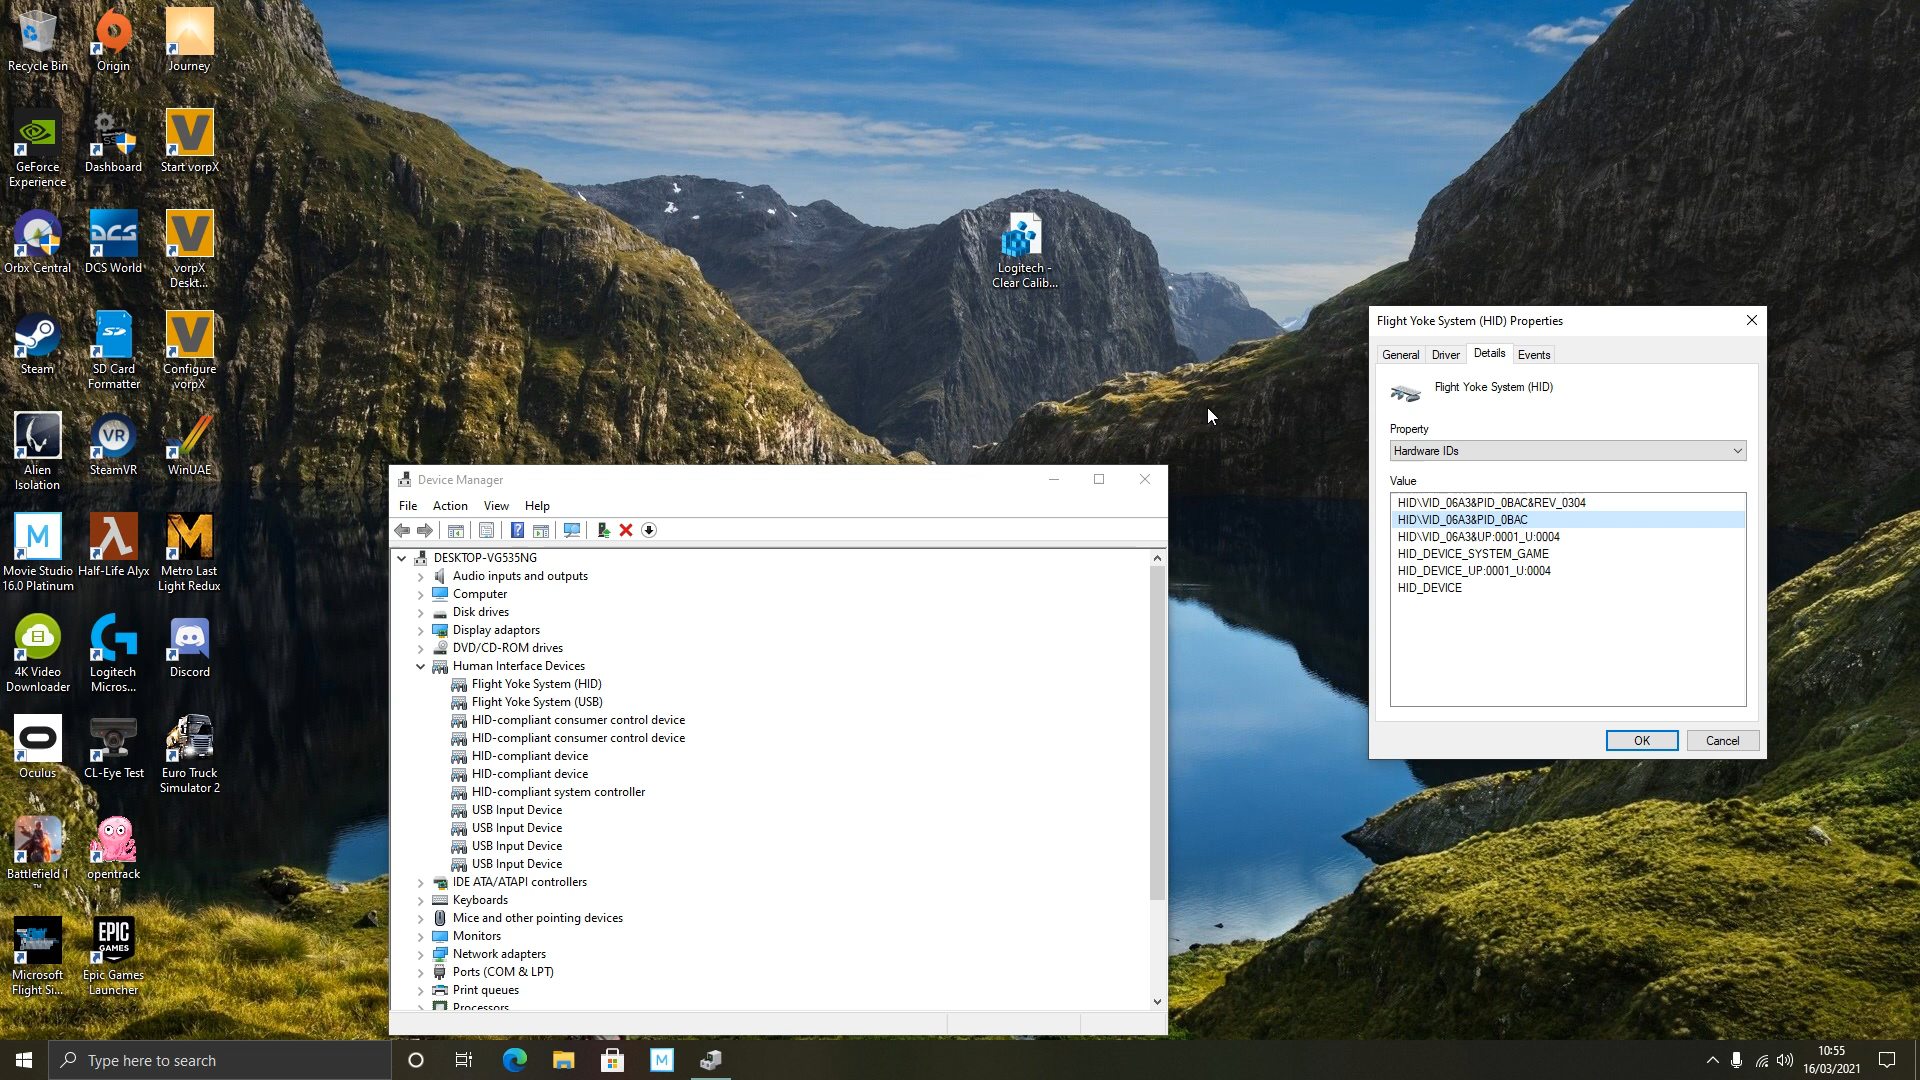 Recycle Bin
Origin
Journey
GeForce
Experience
Dashboard
Start vorpX
Orbx Central
DCS
DCS World
vorpX
Deskt...
Steam
SD Card
Formatter
Configure
vorpX
Alien
Isolation
VR
SteamVR
WinUAE
M
Movie Studio
16.0 Platinum
Half-Life Alyx
Metro Last
Light Redux
4K Video
Downloader
Logitech
Micros...
Discord
Oculus
CL-Eye Test
Euro Truck
Simulator 2
Battlefield 1
™
opentrack
Microsoft
Flight Si...
EPIC
GAMES
Epic Games
Launcher
Logitech -
Clear Calib...
Device Manager
File Action View Help
DESKTOP-VG535NG
Audio inputs and outputs
Computer
Disk drives
Display adaptors
DVD/CD-ROM drives
Human Interface Devices
Flight Yoke System (HID)
Flight Yoke System (USB)
HID-compliant consumer control device
HID-compliant consumer control device
HID-compliant device
HID-compliant device
HID-compliant system controller
USB Input Device
USB Input Device
USB Input Device
USB Input Device
IDE ATA/ATAPI controllers
Keyboards
Mice and other pointing devices
Monitors
Network adapters
Ports (COM & LPT)
Print queues
Processors
Flight Yoke System (HID) Properties
General Driver Details Events
Flight Yoke System (HID)
Property
Hardware IDs
Value
HID\VID_06A3&PID_0BAC&REV_0304
HID\VID_06A3&PID_0BAC
HID\VID_06A3&UP:0001_U:0004
HID_DEVICE_SYSTEM_GAME
HID_DEVICE_UP:0001_U:0004
HID_DEVICE
OK Cancel
Type here to search
M
10:55
16/03/2021